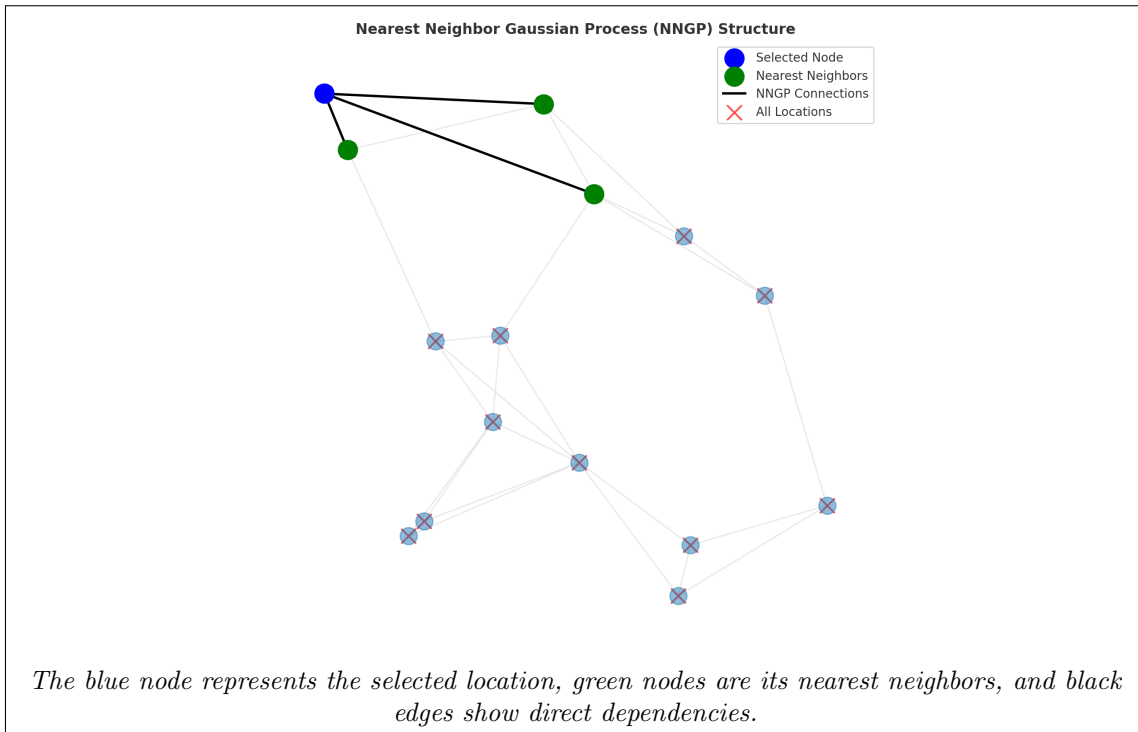 Nearest Neighbor Gaussian Process (NNGP) Structure
Selected Node
Nearest Neighbors
NNGP Connections
All Locations
The blue node represents the selected location, green nodes are its nearest neighbors, and black
edges show direct dependencies.